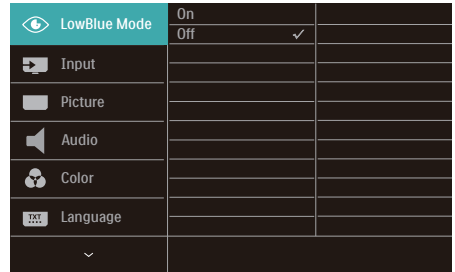 LowBlue Mode
On
Off
Input
Picture
Audio
Color
TXT
Language